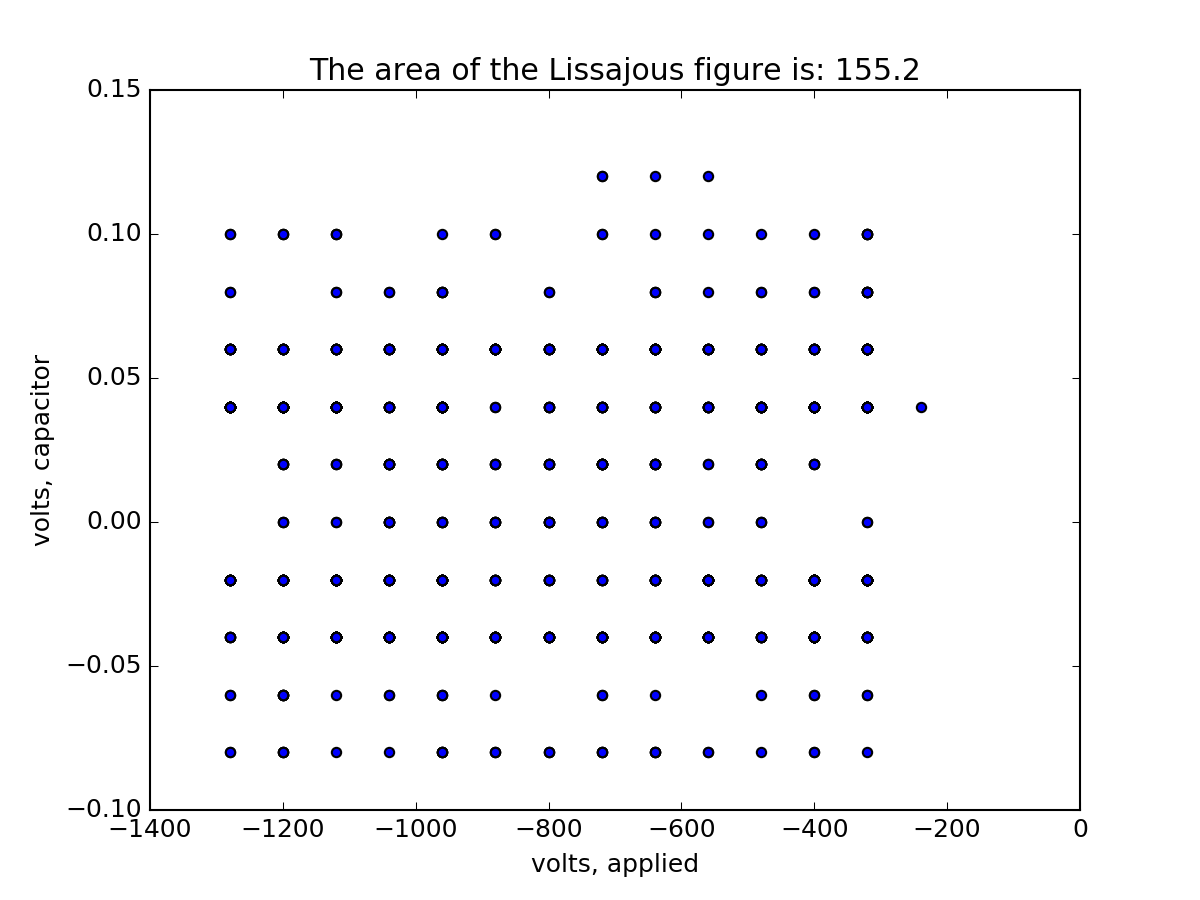 The area of the Lissajous figure is: 155.2
0.15
0.10
0.05
0.00
−0.05
−0.10
volts, capacitor
−1400 −1200 −1000 −800 −600 −400 −200 0
volts, applied